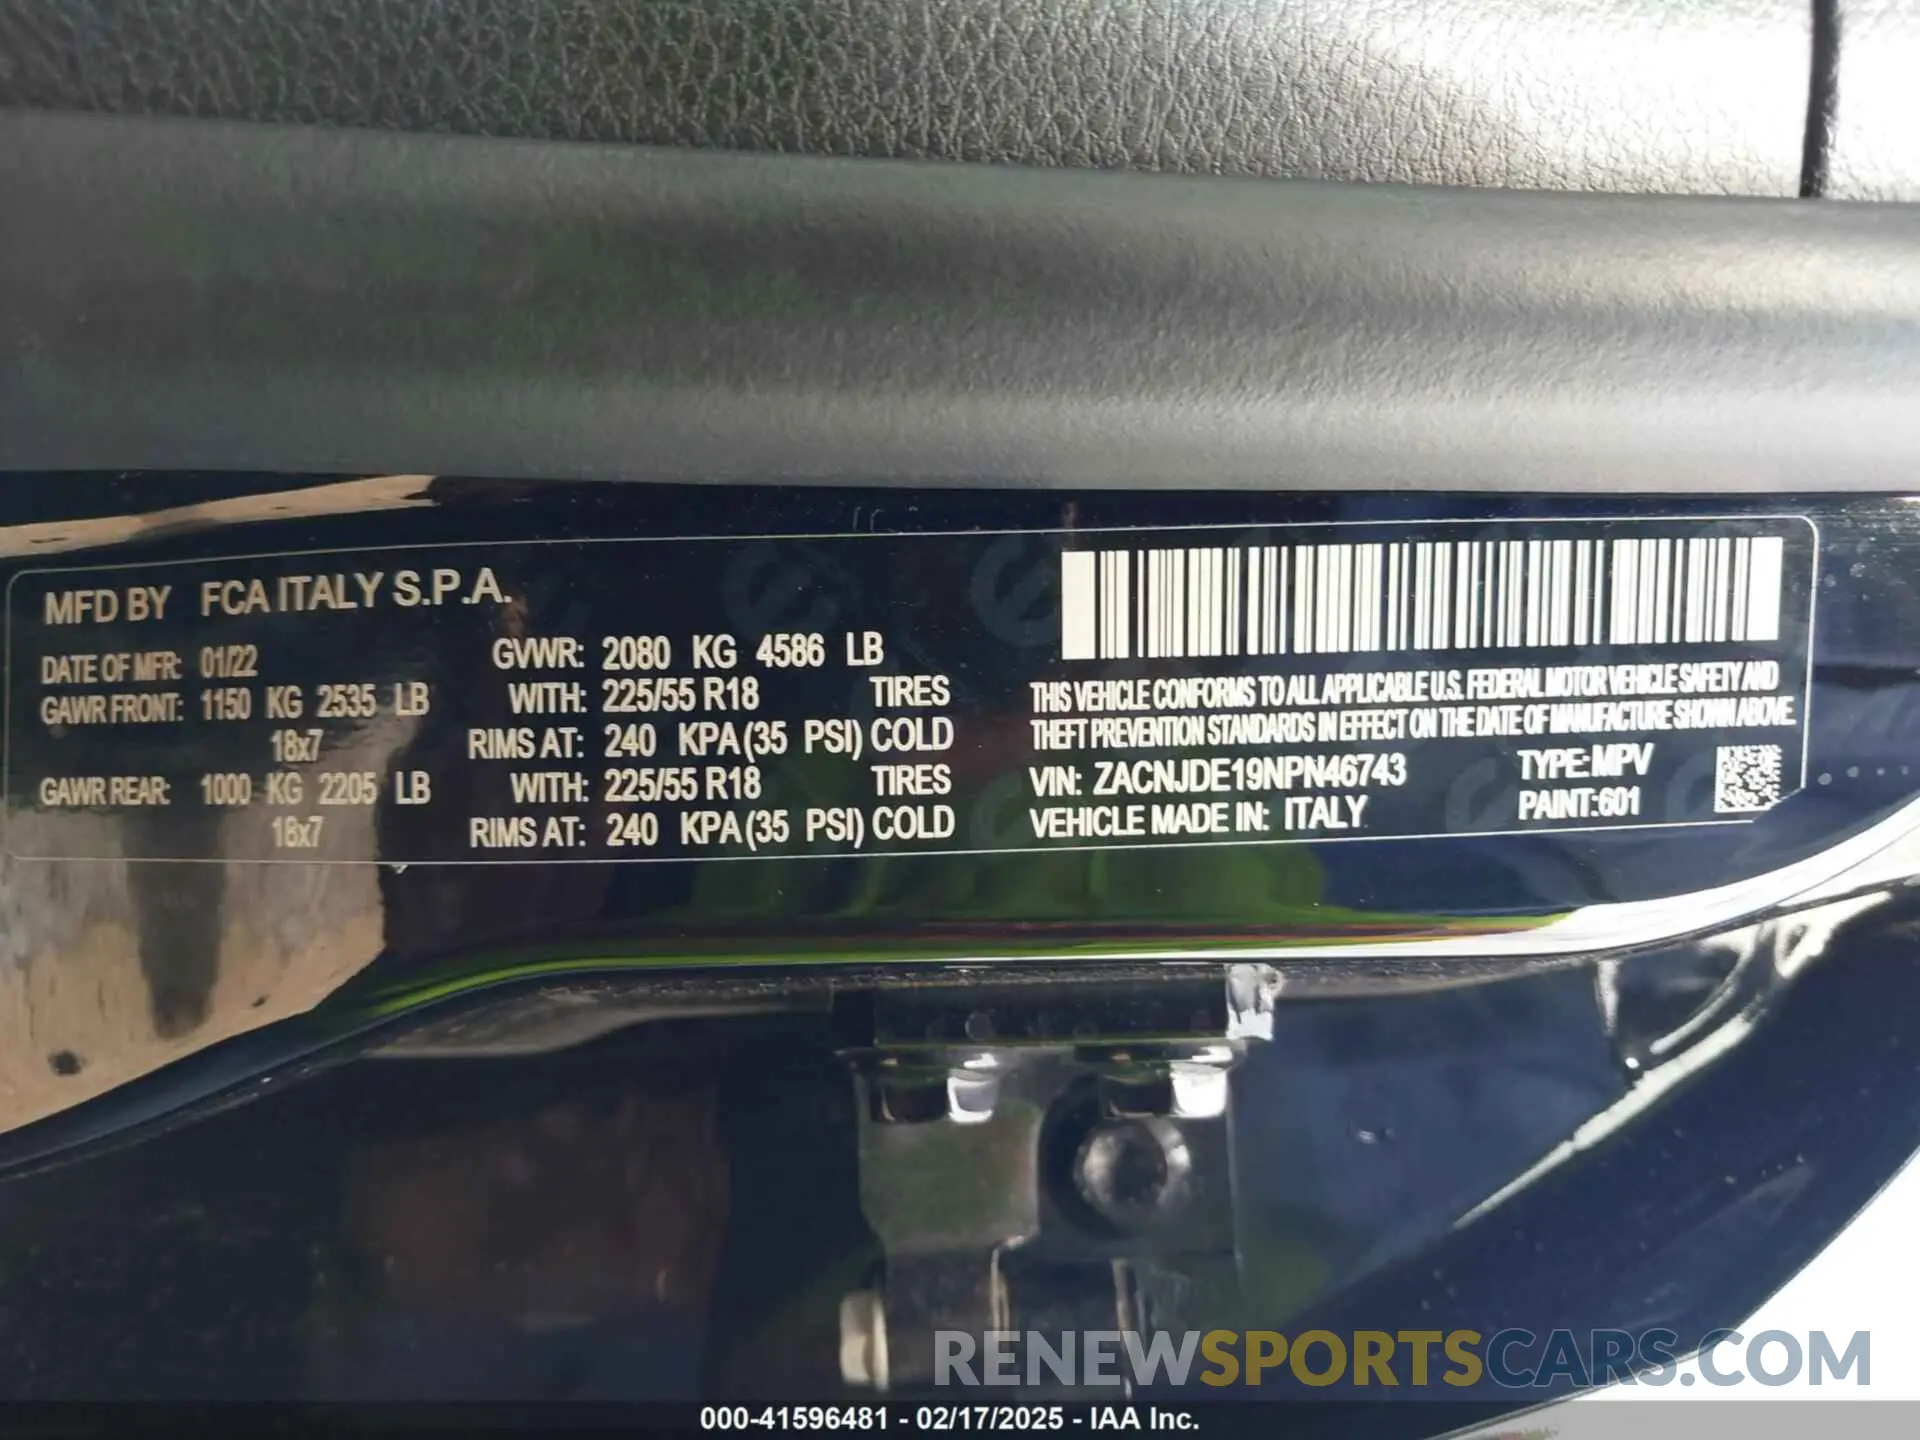 MFD BY FCA ITALY S.P.A.
DATE OF MFR: 01/22 GVWR: 2080 KG 4586 LB
GAWR FRONT: 1150 KG 2535 LB WITH: 225/55 R18 TIRES
18x7 RIMS AT: 240 KPA(35 PSI) COLD
GAWR REAR: 1000 KG 2205 LB WITH: 225/55 R18 TIRES
18x7 RIMS AT: 240 KPA(35 PSI) COLD
THIS VEHICLE CONFORMS TO ALL APPLICABLE U.S. FEDERAL MOTOR VEHICLE SAFETY AND
THEFT PREVENTION STANDARDS IN EFFECT ON THE DATE OF MANUFACTURE SHOWN ABOVE.
VIN: ZACNJDE19NPN46743 TYPE:MPV
VEHICLE MADE IN: ITALY PAINT:601
RENEWSPORTSCARS.COM
000-41596481 - 02/17/2025 - IAA Inc.